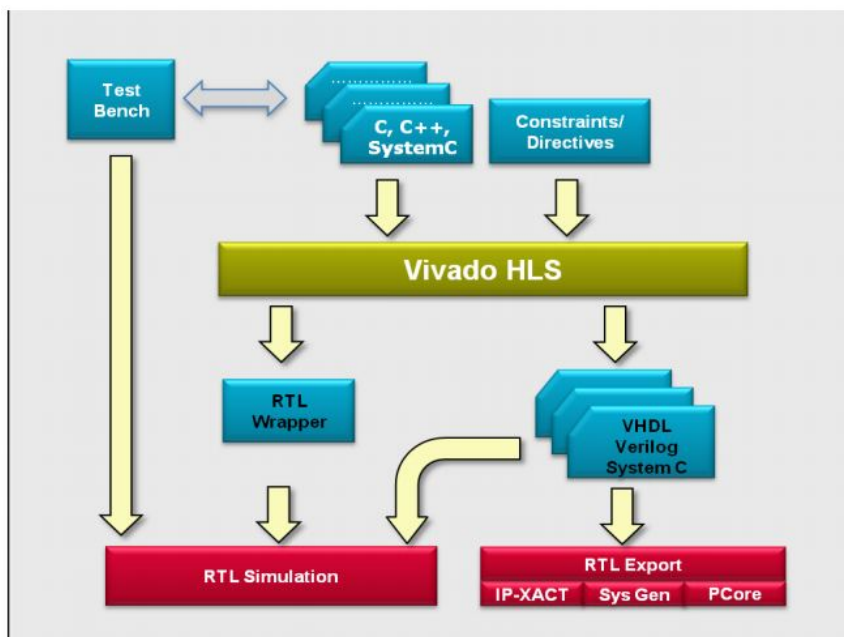 Test
Bench
...............
...............
C, C++,
SystemC
Constraints/
Directives
Vivado HLS
RTL
Wrapper
VHDL
Verilog
System C
RTL Simulation
RTL Export
IP-XACT
Sys Gen
PCore